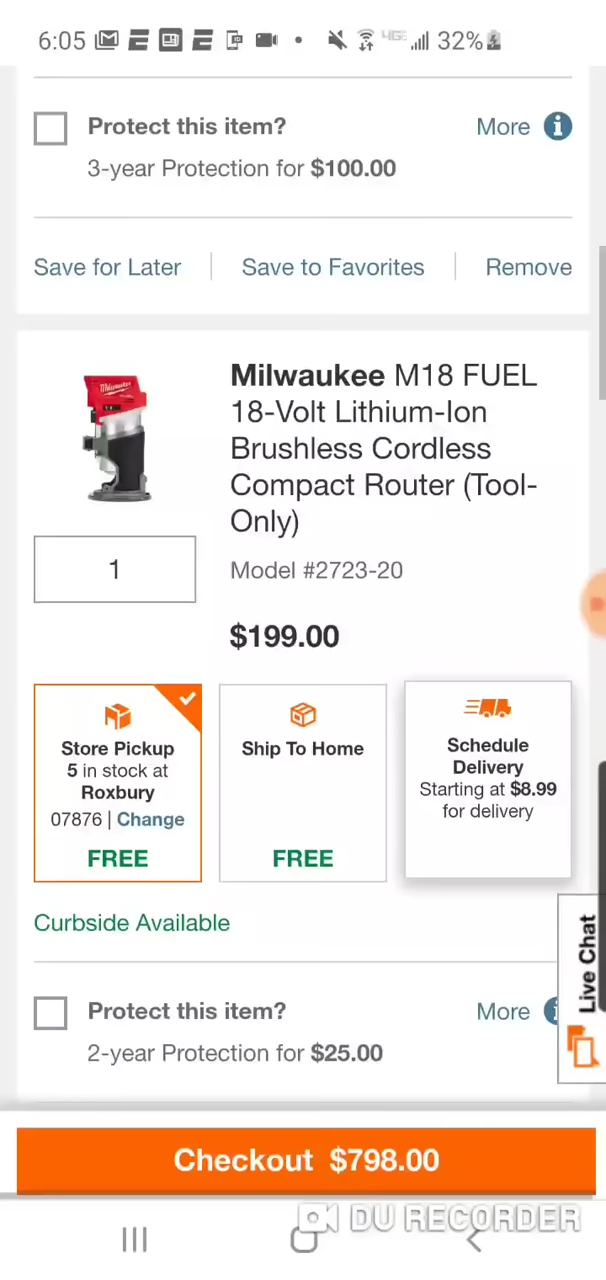 6:05 4G 32%
Protect this item? More
3-year Protection for $100.00
Save for Later | Save to Favorites | Remove
Milwaukee M18 FUEL
18-Volt Lithium-Ion
Brushless Cordless
Compact Router (Tool-
Only)
1
Model #2723-20
$199.00
Store Pickup
5 in stock at
Roxbury
07876 | Change
FREE
Ship To Home
FREE
Schedule
Delivery
Starting at $8.99
for delivery
Curbside Available
Live Chat
Protect this item? More
2-year Protection for $25.00
Checkout $798.00
DU RECORDER